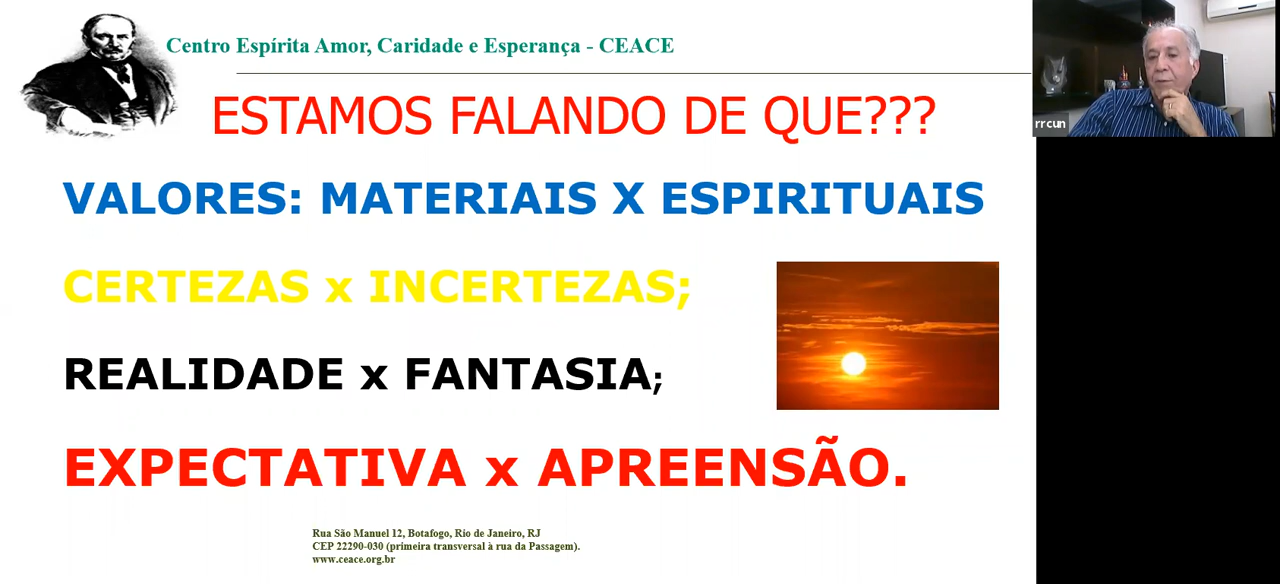 Centro Espírita Amor, Caridade e Esperança - CEACE
ESTAMOS FALANDO DE QUE???
VALORES: MATERIAIS X ESPIRITUAIS
CERTEZAS x INCERTEZAS;
REALIDADE x FANTASIA;
EXPECTATIVA x APREENSÃO.
Rua São Manuel 12, Botafogo, Rio de Janeiro, RJ
CEP 22290-030 (primeira transversal à rua da Passagem).
www.ceace.org.br
rrcun